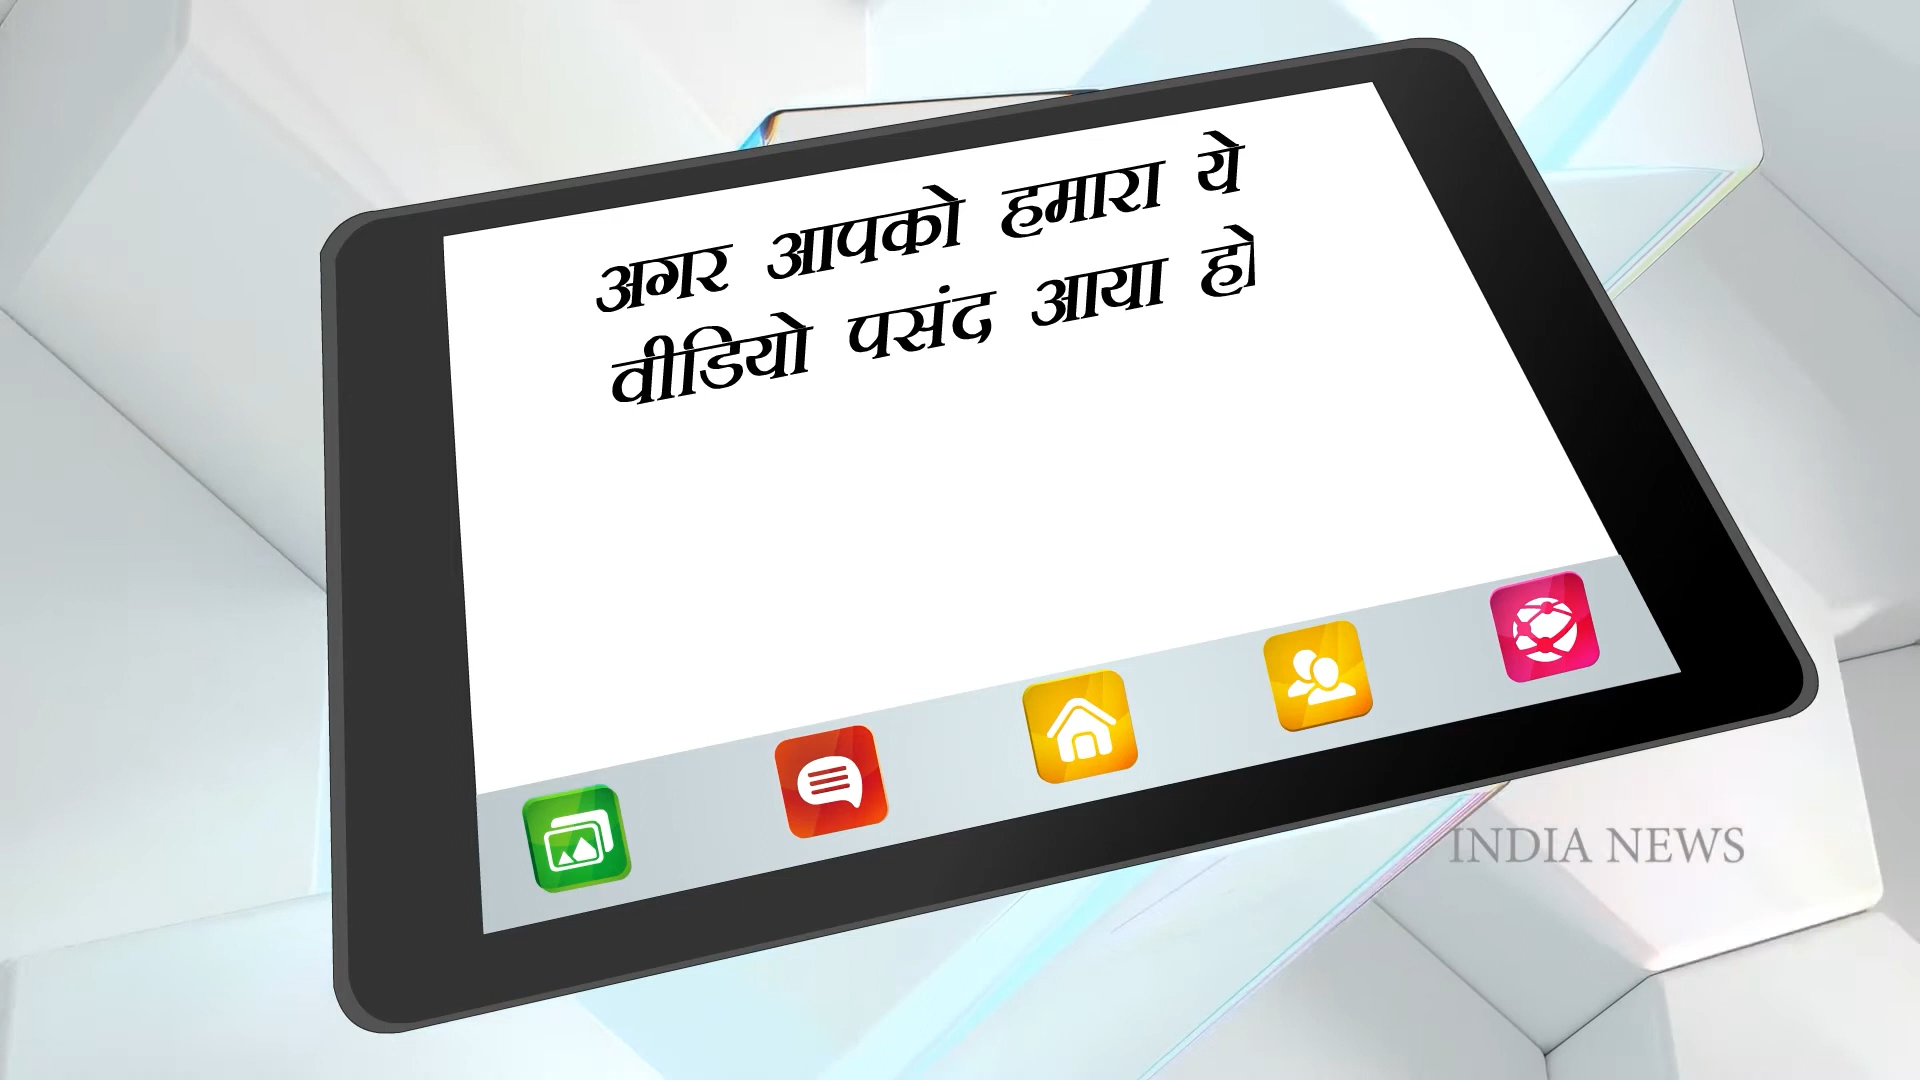 अगर आपको हमारा ये
वीडियो पसंद आया हो
INDIA NEWS